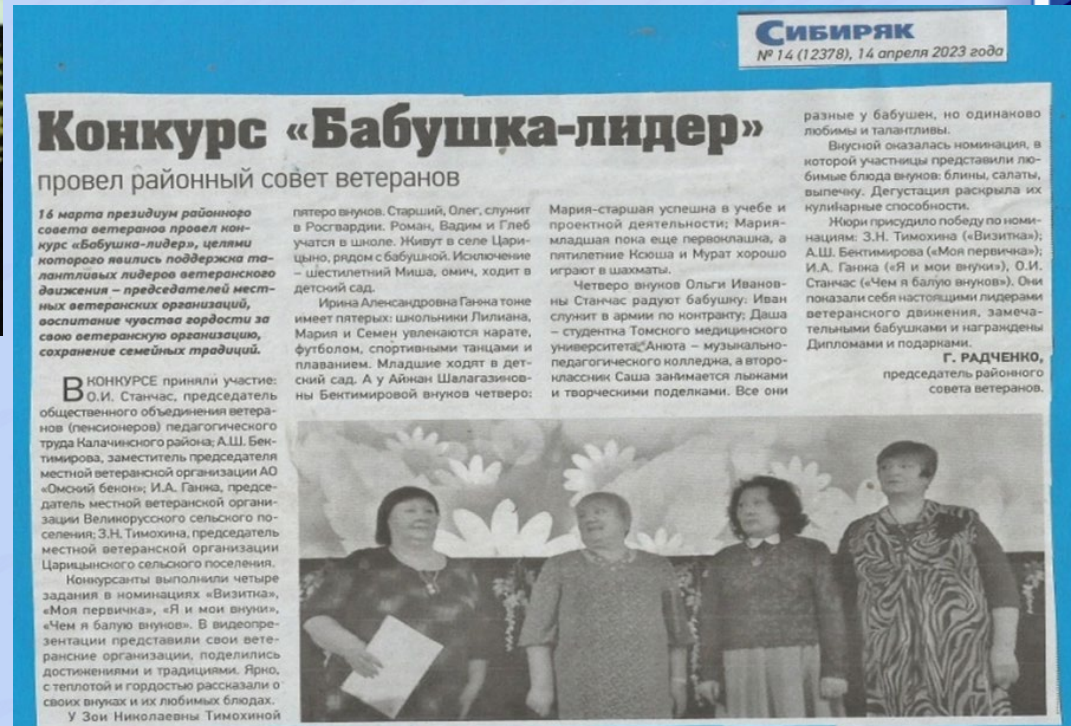 СИБИРЯК
№ 14 (12378), 14 апреля 2023 года
Конкурс «Бабушка-лидер»
провел районный совет ветеранов
16 марта президиум районного
совета ветеранов провел кон-
курс «Бабушка-лидер», целями
которого явились поддержка та-
лантливых лидеров ветеранского
движения – председателей мест-
ных ветеранских организаций,
воспитание чувства гордости за
свою ветеранскую организацию,
сохранение семейных традиций.
В КОНКУРСЕ приняли участие:
О.И. Станчас, председатель
общественного объединения ветера-
нов (пенсионеров) педагогического
труда Калачинского района; А.Ш. Бек-
тимирова, заместитель председателя
местной ветеранской организации АО
«Омский бекон»; И.А. Ганжа, предсе-
датель местной ветеранской органи-
зации Великорусского сельского по-
селения; З.Н. Тимохина, председатель
местной ветеранской организации
Царицынского сельского поселения.
Конкурсанты выполнили четыре
задания в номинациях «Визитка»,
«Моя первичка», «Я и мои внуки»,
«Чем я балую внуков». В видеопре-
зентации представили свои вете-
ранские организации, поделились
достижениями и традициями. Ярко,
с теплотой и гордостью рассказали о
своих внуках и их любимых блюдах.
У Зои Николаевны Тимохиной
пятеро внуков. Старший, Олег, служит
в Росгвардии. Роман, Вадим и Глеб
учатся в школе. Живут в селе Цари-
цыно, рядом с бабушкой. Исключение
– шестилетний Миша, омич, ходит в
детский сад.
Ирина Александровна Ганжа тоже
имеет пятерых: школьники Лилиана,
Мария и Семен увлекаются карате,
футболом, спортивными танцами и
плаванием. Младшие ходят в дет-
ский сад. А у Айжан Шалагазинов-
ны Бектимировой внуков четверо:
Мария-старшая успешна в учебе и
проектной деятельности; Мария-
младшая пока еще первоклашка, а
пятилетние Ксюша и Мурат хорошо
играют в шахматы.
Четверо внуков Ольги Иванов-
ны Станчас радуют бабушку: Иван
служит в армии по контракту; Даша
– студентка Томского медицинского
университета; Анюта – музыкально-
педагогического колледжа, а второ-
классник Саша занимается лыжами
и творческими поделками. Все они
разные у бабушек, но одинаково
любимы и талантливы.
Вкусной оказалась номинация, в
которой участницы представили лю-
бимые блюда внуков: блины, салаты,
выпечку. Дегустация раскрыла их
кулинарные способности.
Жюри присудило победу по номи-
нациям: З.Н. Тимохина («Визитка»);
А.Ш. Бектимирова («Моя первичка»);
И.А. Ганжа («Я и мои внуки»), О.И.
Станчас («Чем я балую внуков»). Они
показали себя настоящими лидерами
ветеранского движения, замеча-
тельными бабушками и награждены
Дипломами и подарками.
Г. РАДЧЕНКО,
председатель районного
совета ветеранов.